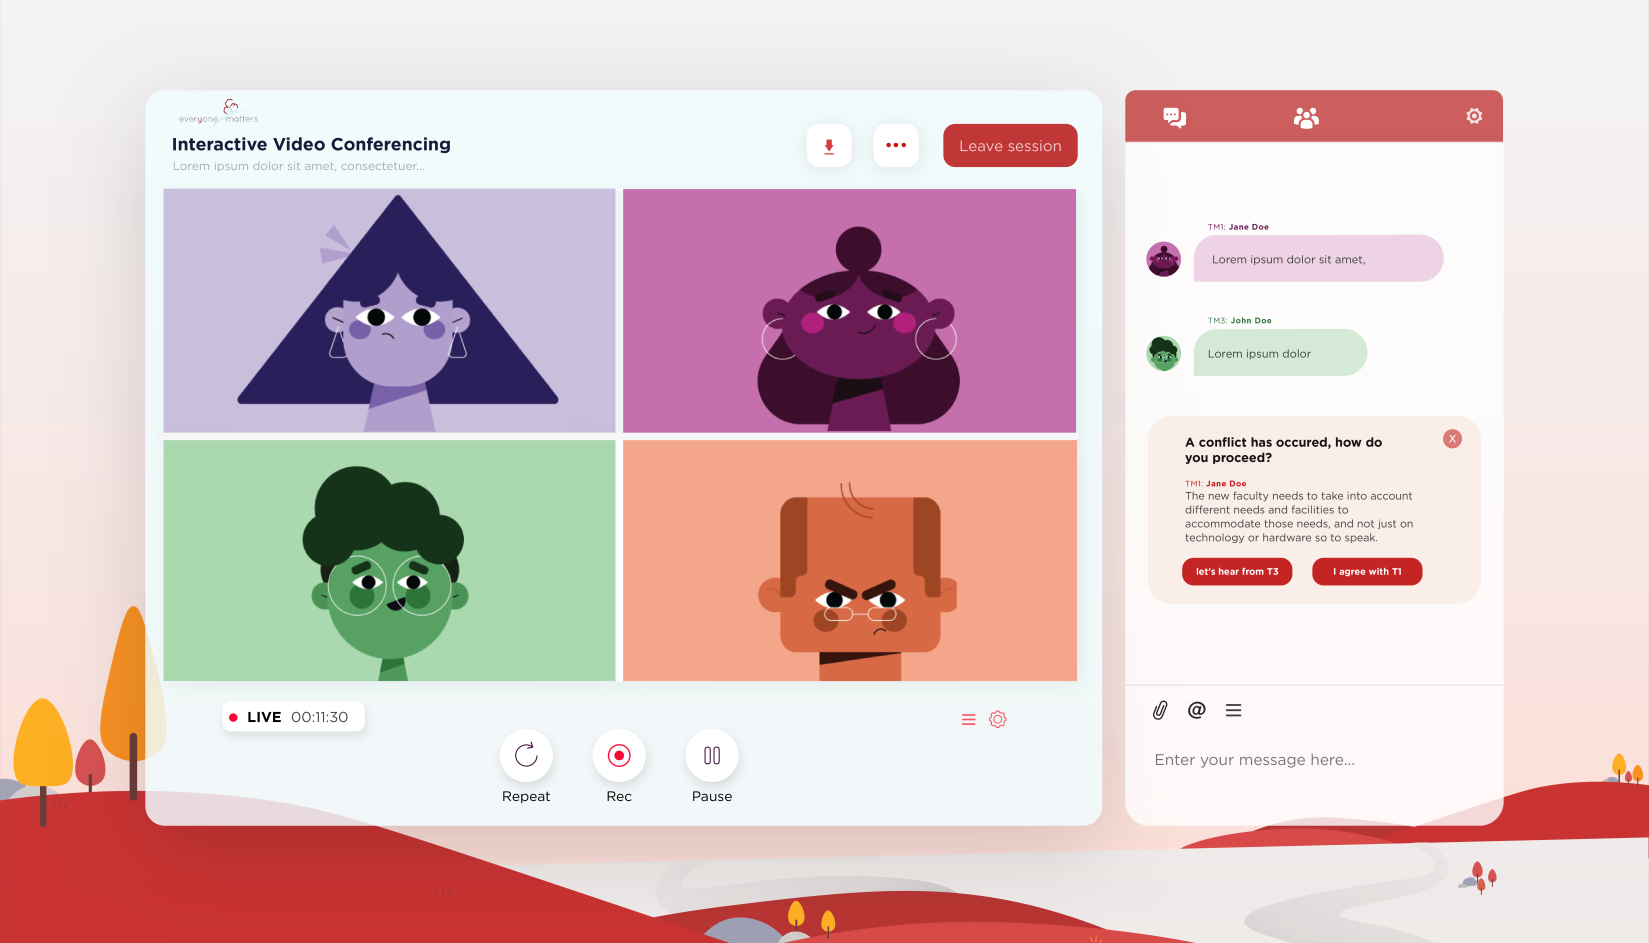 everyone matters
Interactive Video Conferencing
Lorem ipsum dolor sit amet, consectetuer...
Leave session
LIVE 00:11:30
Repeat
Rec
Pause
TM1: Jane Doe
Lorem ipsum dolor sit amet,
TM3: John Doe
Lorem ipsum dolor
A conflict has occured, how do
you proceed?
X
TM1: Jane Doe
The new faculty needs to take into account
different needs and facilities to
accommodate those needs, and not just on
technology or hardware so to speak.
let's hear from T3
I agree with T1
@
Enter your message here...